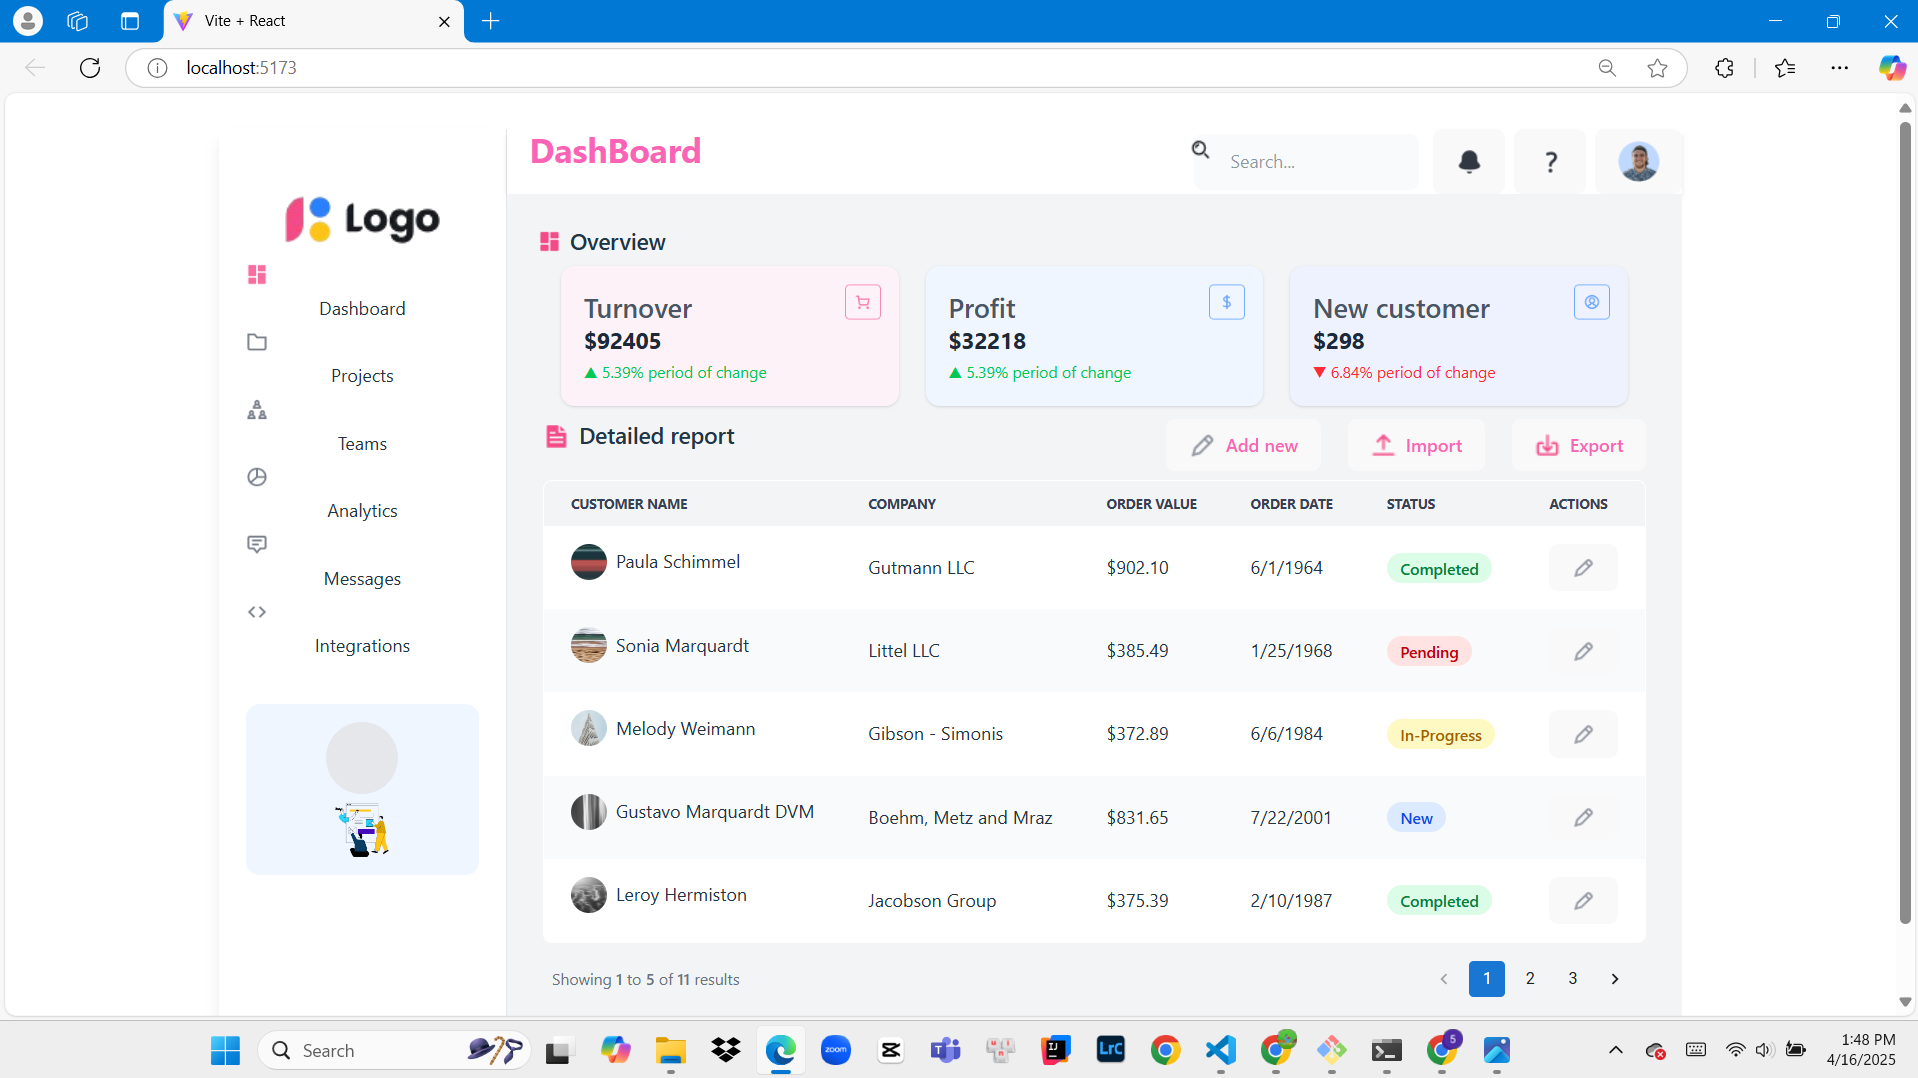 Vite + React
localhost:5173
DashBoard
Search...
?
Logo
Dashboard
Projects
Teams
Analytics
Messages
Integrations
Overview
Turnover
$92405
▲ 5.39% period of change
Profit
$32218
▲ 5.39% period of change
$
New customer
$298
▼ 6.84% period of change
Detailed report
Add new
Import
Export
CUSTOMER NAME COMPANY ORDER VALUE ORDER DATE STATUS ACTIONS
Paula Schimmel Gutmann LLC $902.10 6/1/1964 Completed
Sonia Marquardt Littel LLC $385.49 1/25/1968 Pending
Melody Weimann Gibson - Simonis $372.89 6/6/1984 In-Progress
Gustavo Marquardt DVM Boehm, Metz and Mraz $831.65 7/22/2001 New
Leroy Hermiston Jacobson Group $375.39 2/10/1987 Completed
Showing 1 to 5 of 11 results
1 2 3
Search
zoom
LrC
5
1:48 PM
4/16/2025